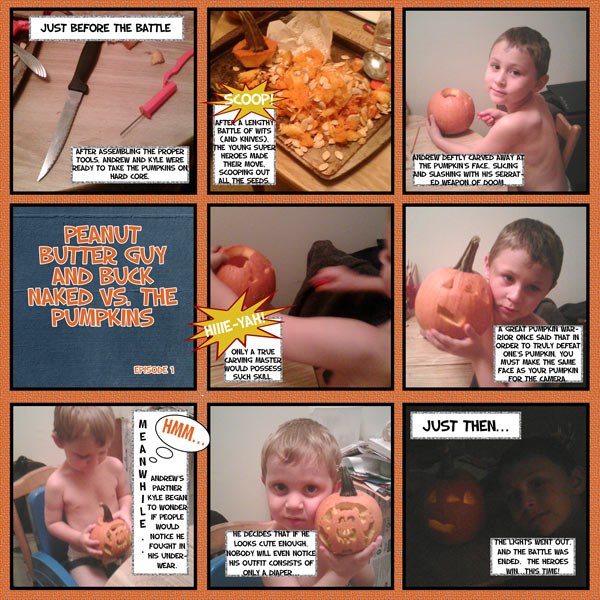 JUST BEFORE THE BATTLE
AFTER ASSEMBLING THE PROPER
TOOLS, ANDREW AND KYLE WERE
READY TO TAKE THE PUMPKINS ON
HARD CORE.
SCOOP!
AFTER A LENGTHY
BATTLE OF WITS
(AND KNIVES),
THE YOUNG SUPER
HEROES MADE
THEIR MOVE,
SCOOPING OUT
ALL THE SEEDS.
ANDREW DEFTLY CARVED AWAY AT
THE PUMPKIN'S FACE, SLICING
AND SLASHING WITH HIS SERRAT-
ED WEAPON OF DOOM.
PEANUT
BUTTER GUY
AND BUCK
NAKED VS. THE
PUMPKINS
EPISODE 1
HIIIE-YAH!
ONLY A TRUE
CARVING MASTER
WOULD POSSESS
SUCH SKILL.
A GREAT PUMPKIN WAR-
RIOR ONCE SAID THAT IN
ORDER TO TRULY DEFEAT
ONE'S PUMPKIN, YOU
MUST MAKE THE SAME
FACE AS YOUR PUMPKIN
FOR THE CAMERA.
MEANWHILE,
HMM...
ANDREW'S
PARTNER
KYLE BEGAN
TO WONDER
IF PEOPLE
WOULD
NOTICE HE
FOUGHT IN
HIS UNDER-
WEAR.
HE DECIDES THAT IF HE
LOOKS CUTE ENOUGH,
NOBODY WILL EVEN NOTICE
HIS OUTFIT CONSISTS OF
ONLY A DIAPER...
JUST THEN...
THE LIGHTS WENT OUT,
AND THE BATTLE WAS
ENDED. THE HEROES
WIN...THIS TIME!